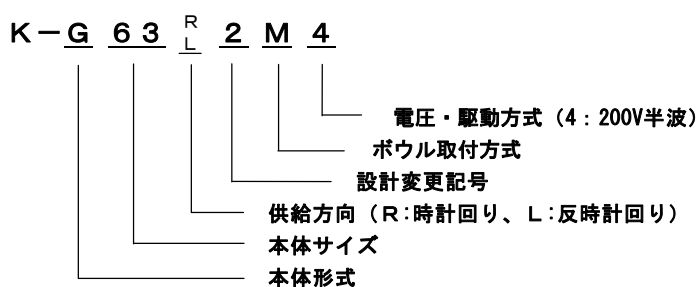 K－G 63 R/L 2 M 4
電圧・駆動方式（4：200V半波）
ボウル取付方式
設計変更記号
供給方向（R：時計回り、L：反時計回り）
本体サイズ
本体形式